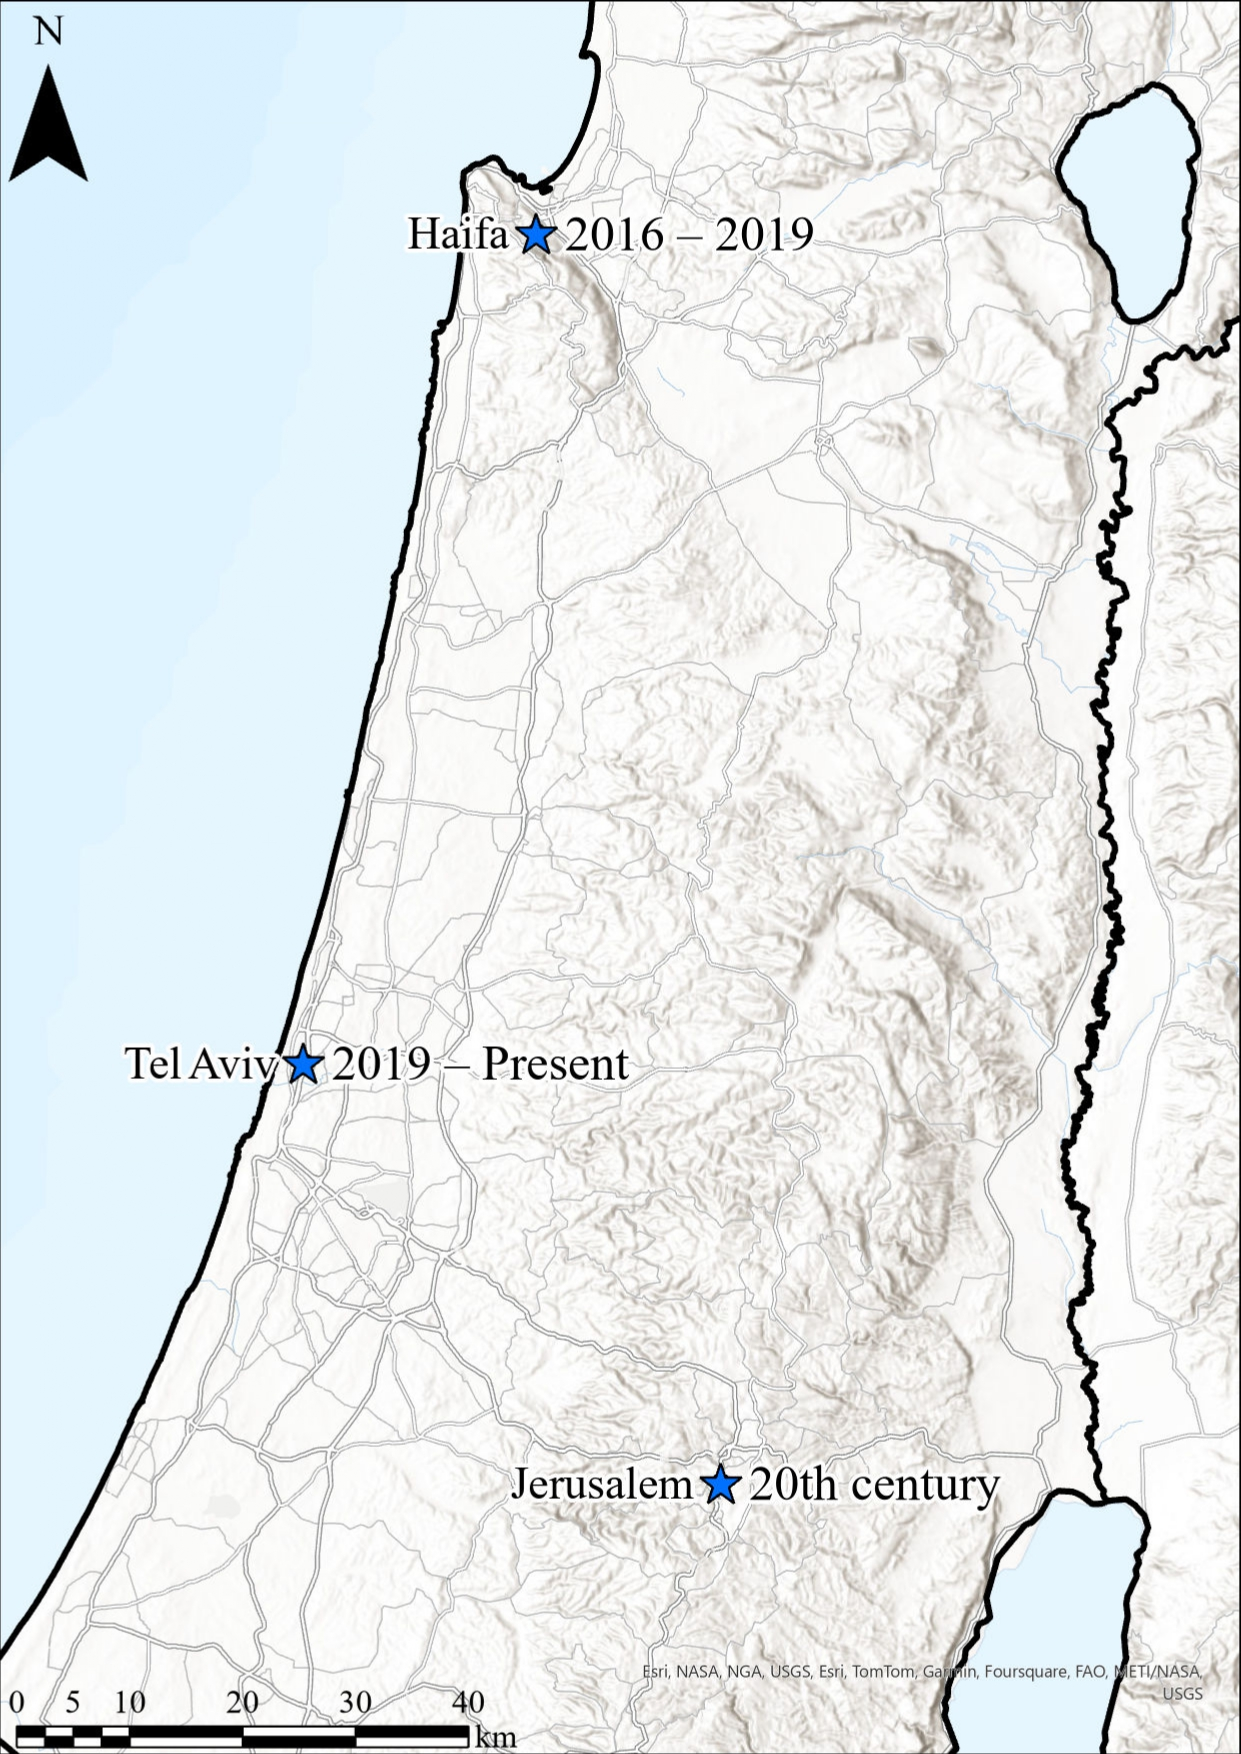 N
Haifa 2016 – 2019
Tel Aviv 2019 – Present
Jerusalem 20th century
Esri, NASA, NGA, USGS, Esri, TomTom, Garmin, Foursquare, FAO, METI/NASA,
USGS
0 5 10 20 30 40
km